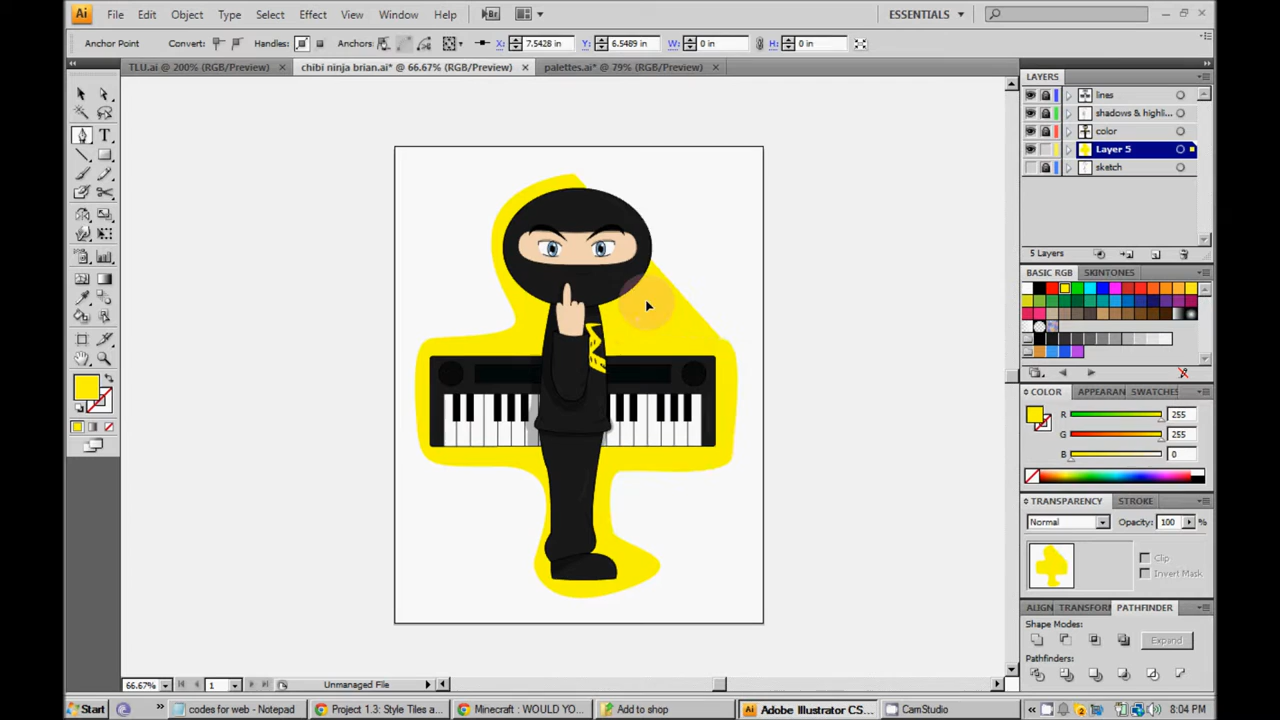 Ai File Edit Object Type Select Effect View Window Help Br ESSENTIALS
Anchor Point Convert: Handles: Anchors: X: 7.5428 in Y: 6.5489 in W: 0 in H: 0 in
TLU.ai @ 200% (RGB/Preview) chibi ninja brian.ai* @ 66.67% (RGB/Preview) palettes.ai* @ 79% (RGB/Preview)
LAYERS
lines
shadows & highli...
color
Layer 5
sketch
5 Layers
BASIC RGB SKINTONES
COLOR APPEARAN SWATCHES
R 255
G 255
B 0
TRANSPARENCY STROKE
Normal Opacity: 100 %
Clip
Invert Mask
ALIGN TRANSFORM PATHFINDER
Shape Modes:
Expand
Pathfinders:
66.67% 1 Unmanaged File
Start codes for web - Notepad Project 1.3: Style Tiles a... Minecraft : WOULD YO... Add to shop Ai Adobe Illustrator CS... CamStudio 8:04 PM